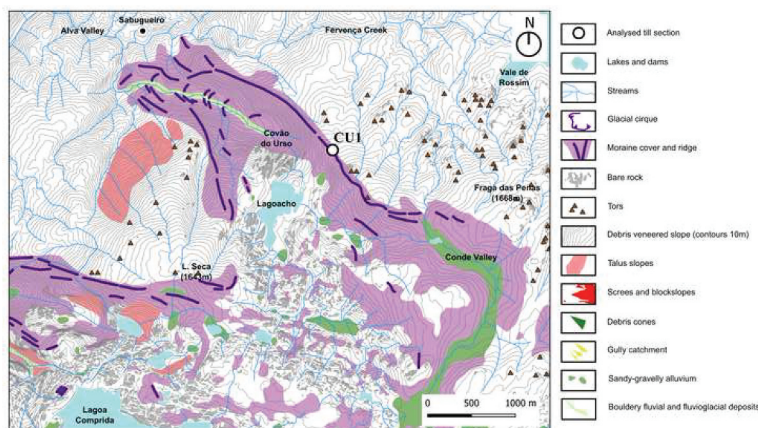 Sabugueiro
Alva Valley
Fervença Creek
N
Vale de
Rossim
Covão
do Urso
CU1
Lagoacho
Fraga das Penas
(1668m)
Conde Valley
L. Seca
(1643m)
Lagoa
Comprida
0 500 1000 m
Analysed till section
Lakes and dams
Streams
Glacial cirque
Moraine cover and ridge
Bare rock
Tors
Debris veneered slope (contours 10m)
Talus slopes
Screes and blockslopes
Debris cones
Gully catchment
Sandy-gravelly alluvium
Bouldery fluvial and fluvioglacial deposits